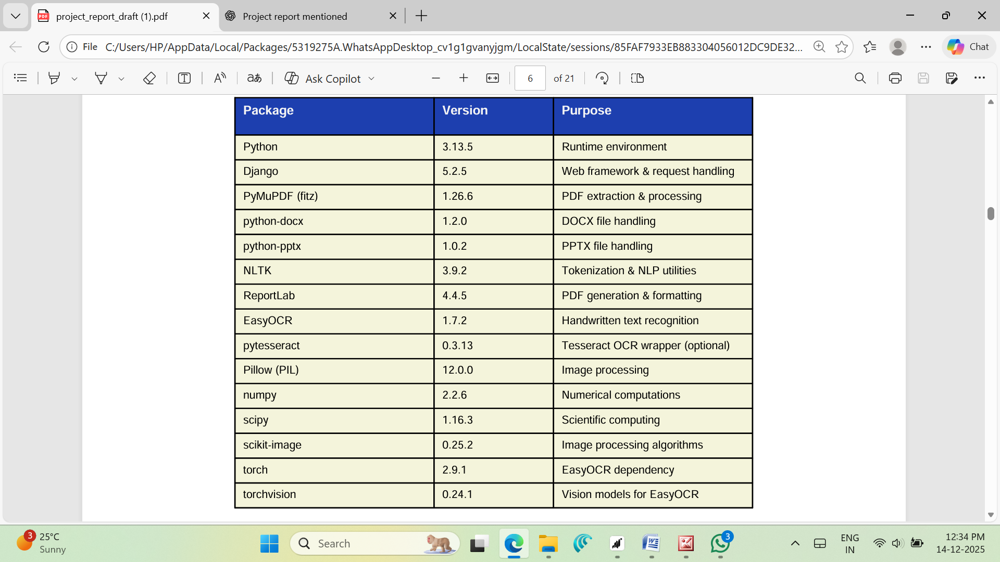 project_report_draft (1).pdf
Project report mentioned
File C:/Users/HP/AppData/Local/Packages/5319275A.WhatsAppDesktop_cv1g1gvanyjgm/LocalState/sessions/85FAF7933EB883304056012DC9DE32...
Chat
Ask Copilot
6 of 21
Package Version Purpose
Python 3.13.5 Runtime environment
Django 5.2.5 Web framework & request handling
PyMuPDF (fitz) 1.26.6 PDF extraction & processing
python-docx 1.2.0 DOCX file handling
python-pptx 1.0.2 PPTX file handling
NLTK 3.9.2 Tokenization & NLP utilities
ReportLab 4.4.5 PDF generation & formatting
EasyOCR 1.7.2 Handwritten text recognition
pytesseract 0.3.13 Tesseract OCR wrapper (optional)
Pillow (PIL) 12.0.0 Image processing
numpy 2.2.6 Numerical computations
scipy 1.16.3 Scientific computing
scikit-image 0.25.2 Image processing algorithms
torch 2.9.1 EasyOCR dependency
torchvision 0.24.1 Vision models for EasyOCR
3 25°C
Sunny
Search
3
ENG
IN
12:34 PM
14-12-2025